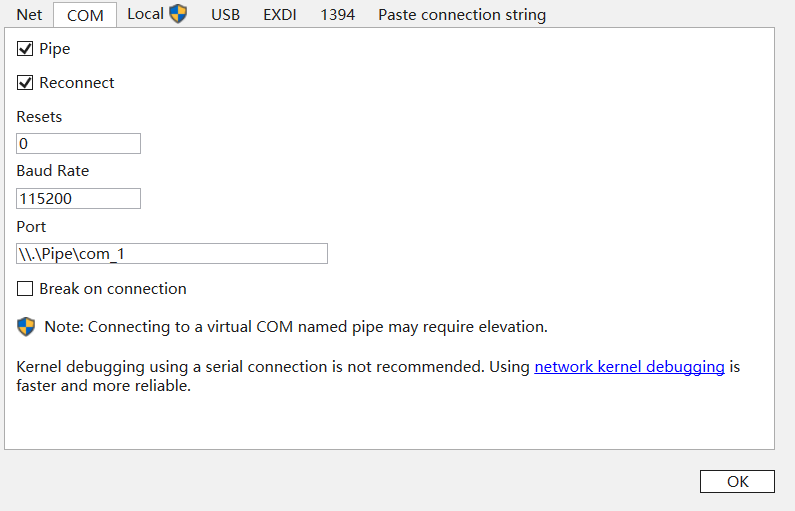 Net COM Local USB EXDI 1394 Paste connection string
Pipe
Reconnect
Resets
0
Baud Rate
115200
Port
\\.\Pipe\com_1
Break on connection
Note: Connecting to a virtual COM named pipe may require elevation.
Kernel debugging using a serial connection is not recommended. Using network kernel debugging is
faster and more reliable.
OK